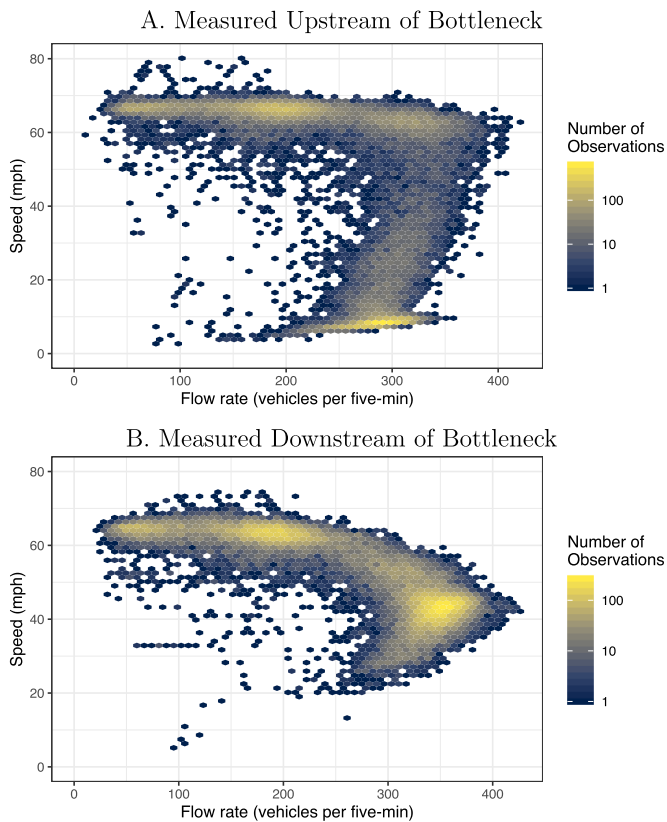 A. Measured Upstream of Bottleneck
80
60
40
20
0
Speed (mph)
0 100 200 300 400
Flow rate (vehicles per five-min)
Number of
Observations
100
10
1
B. Measured Downstream of Bottleneck
80
60
40
20
0
Speed (mph)
0 100 200 300 400
Flow rate (vehicles per five-min)
Number of
Observations
100
10
1